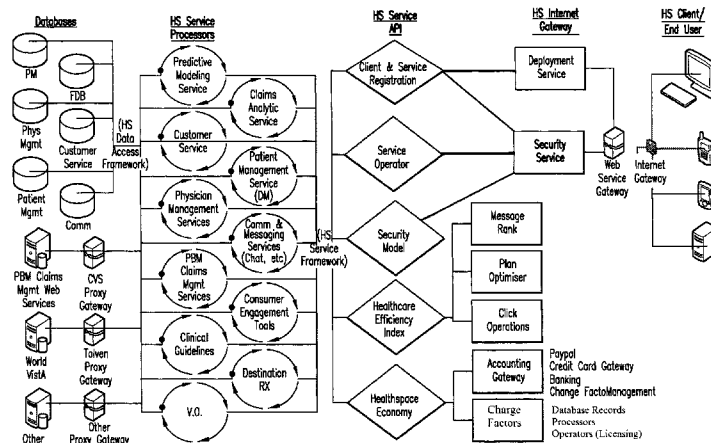 Databases
PM
FDB
Phys
Mgmt
Customer
Service
Patient
Mgmt
Comm
PBM Claims
Mgmt Web
Services
CVS
Proxy
Gateway
World
VistA
Taiwen
Proxy
Gateway
Other
Other
Proxy Gateway
(HS
Data
Access
Framework)
HS Service
Processors
Predictive
Modeling
Service
Claims
Analytic
Service
Customer
Service
Patient
Management
Service
(DM)
Physician
Management
Services
Comm &
Messaging
Services
(Chat, etc)
PBM
Claims
Mgmt
Services
Consumer
Engagement
Tools
Clinical
Guidelines
Destination
RX
V.O.
(HS
Service
Framework)
HS Service
API
Client & Service
Registration
Service
Operator
Security
Model
Healthcare
Efficiency
Index
Healthspace
Economy
HS Internet
Gateway
Deployment
Service
Security
Service
Web
Service
Gateway
Message
Rank
Plan
Optimiser
Click
Operations
Accounting
Gateway
Paypal
Credit Card Gateway
Banking
Change FactoManagement
Charge
Factors
Database Records
Processors
Operators (Licensing)
HS Client/
End User
Internet
Gateway